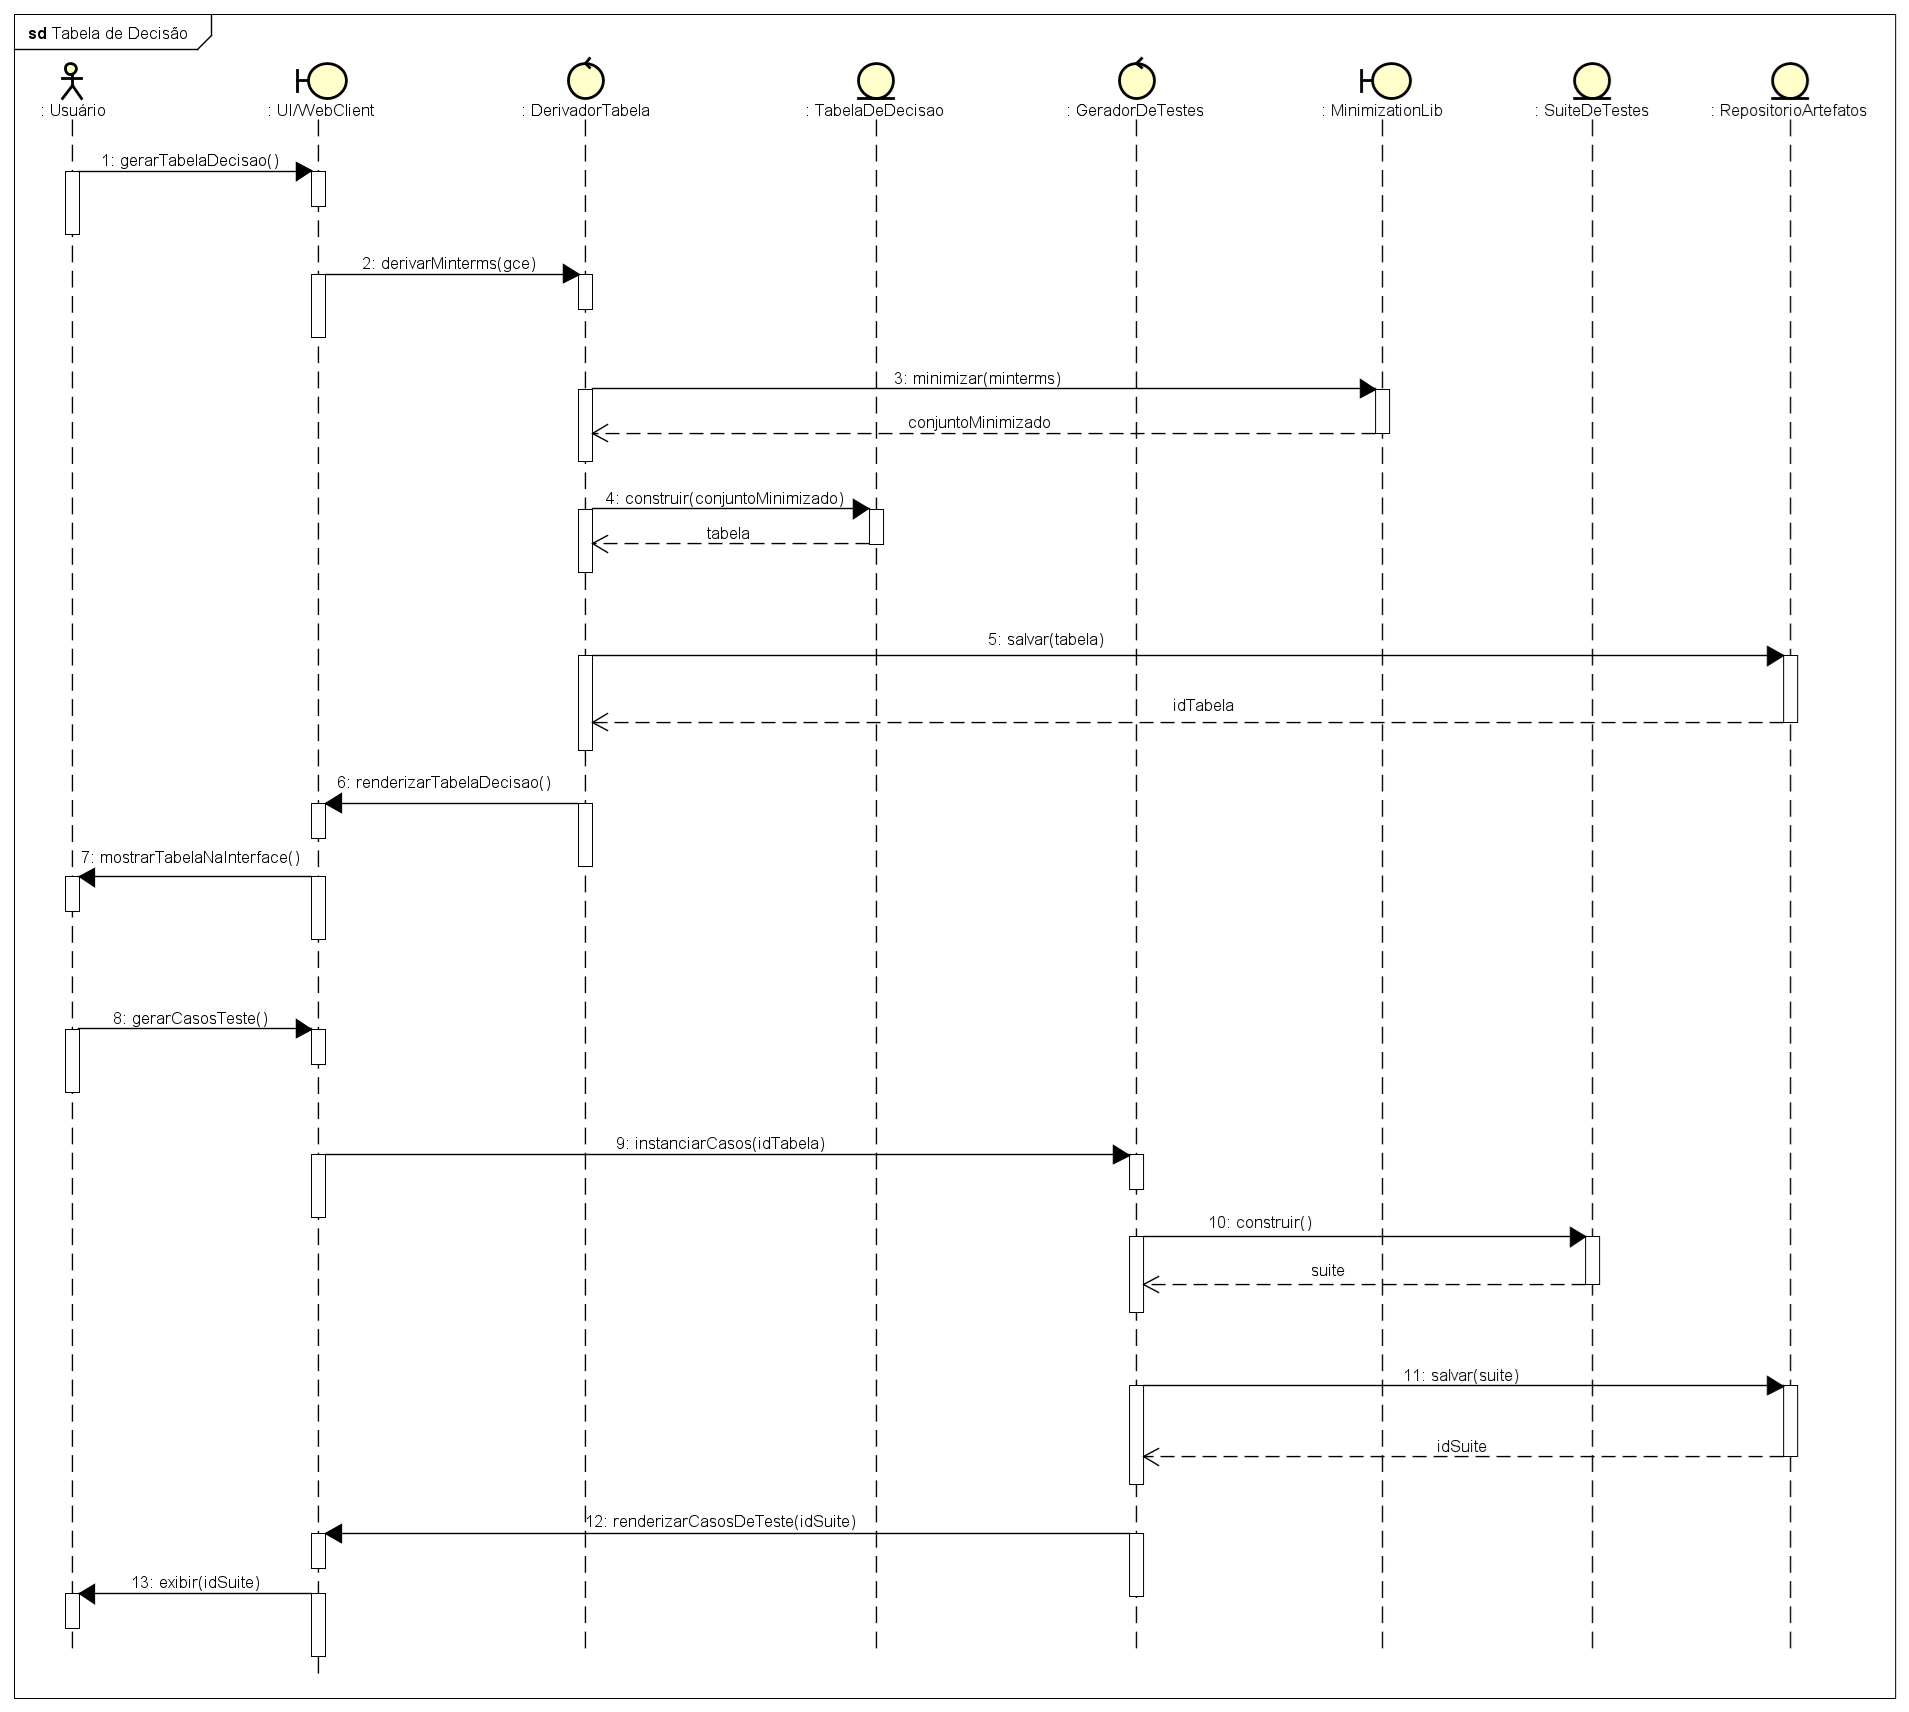 sd Tabela de Decisão
: Usuário
: UI/WebClient
: DerivadorTabela
: TabelaDeDecisao
: GeradorDeTestes
: MinimizationLib
: SuiteDeTestes
: RepositorioArtefatos
1: gerarTabelaDecisao()
2: derivarMinterms(gce)
3: minimizar(minterms)
conjuntoMinimizado
4: construir(conjuntoMinimizado)
tabela
5: salvar(tabela)
idTabela
6: renderizarTabelaDecisao()
7: mostrarTabelaNaInterface()
8: gerarCasosTeste()
9: instanciarCasos(idTabela)
10: construir()
suite
11: salvar(suite)
idSuite
12: renderizarCasosDeTeste(idSuite)
13: exibir(idSuite)